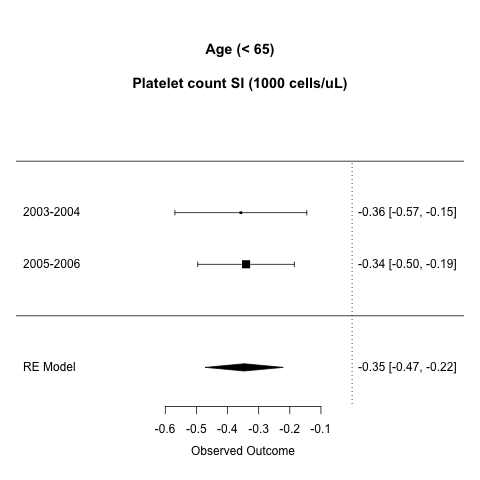 Age (< 65)
Platelet count SI (1000 cells/uL)
2003-2004 -0.36 [-0.57, -0.15]
2005-2006 -0.34 [-0.50, -0.19]
RE Model -0.35 [-0.47, -0.22]
-0.6 -0.5 -0.4 -0.3 -0.2 -0.1
Observed Outcome